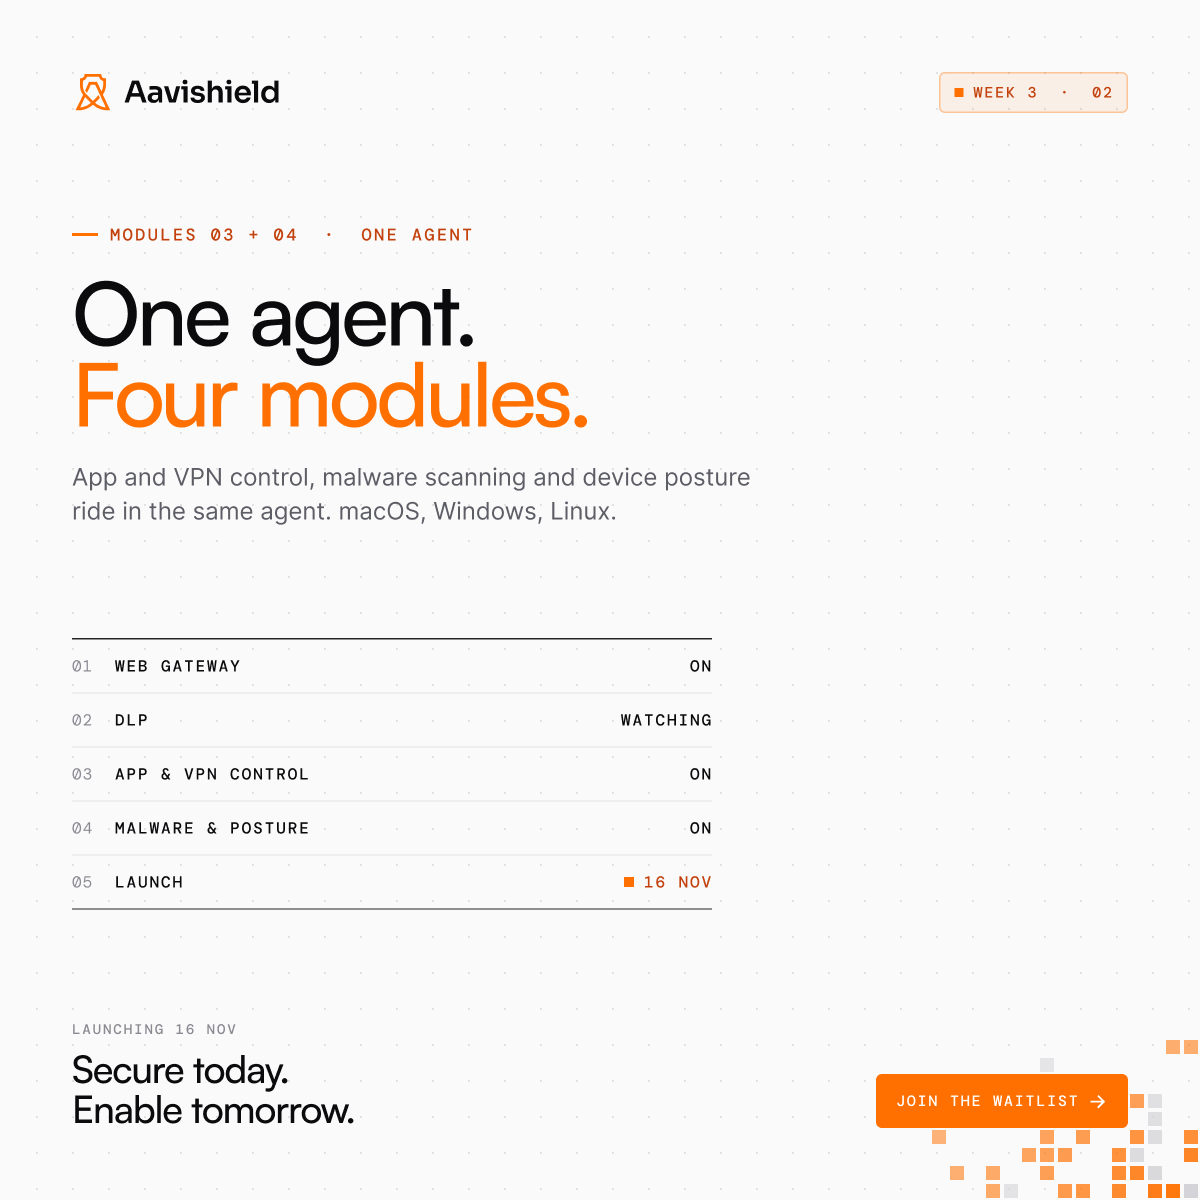 Aavishield
WEEK 3 · 02
MODULES 03 + 04 · ONE AGENT
One agent.
Four modules.
App and VPN control, malware scanning and device posture
ride in the same agent. macOS, Windows, Linux.
01 WEB GATEWAY ON
02 DLP WATCHING
03 APP & VPN CONTROL ON
04 MALWARE & POSTURE ON
05 LAUNCH 16 NOV
LAUNCHING 16 NOV
Secure today.
Enable tomorrow.
JOIN THE WAITLIST →